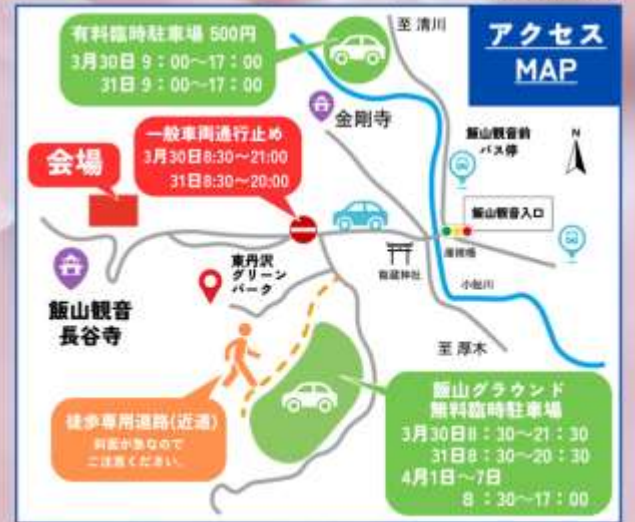 アクセス
MAP
有料臨時駐車場 500円
3月30日 9：00～17：00
31日 9：00～17：00
至 清川
金剛寺
飯山観音前
バス停
N
一般車両通行止め
3月30日8:30～21:00
31日8:30～20:00
会場
飯山観音入口
東丹沢
グリーン
パーク
龍蔵神社
小鮎川
飯山観音
長谷寺
至 厚木
徒歩専用道路(近道)
斜面が急なので
ご注意ください。
飯山グラウンド
無料臨時駐車場
3月30日8：30～21：30
31日8：30～20：30
4月1日～7日
8：30～17：00